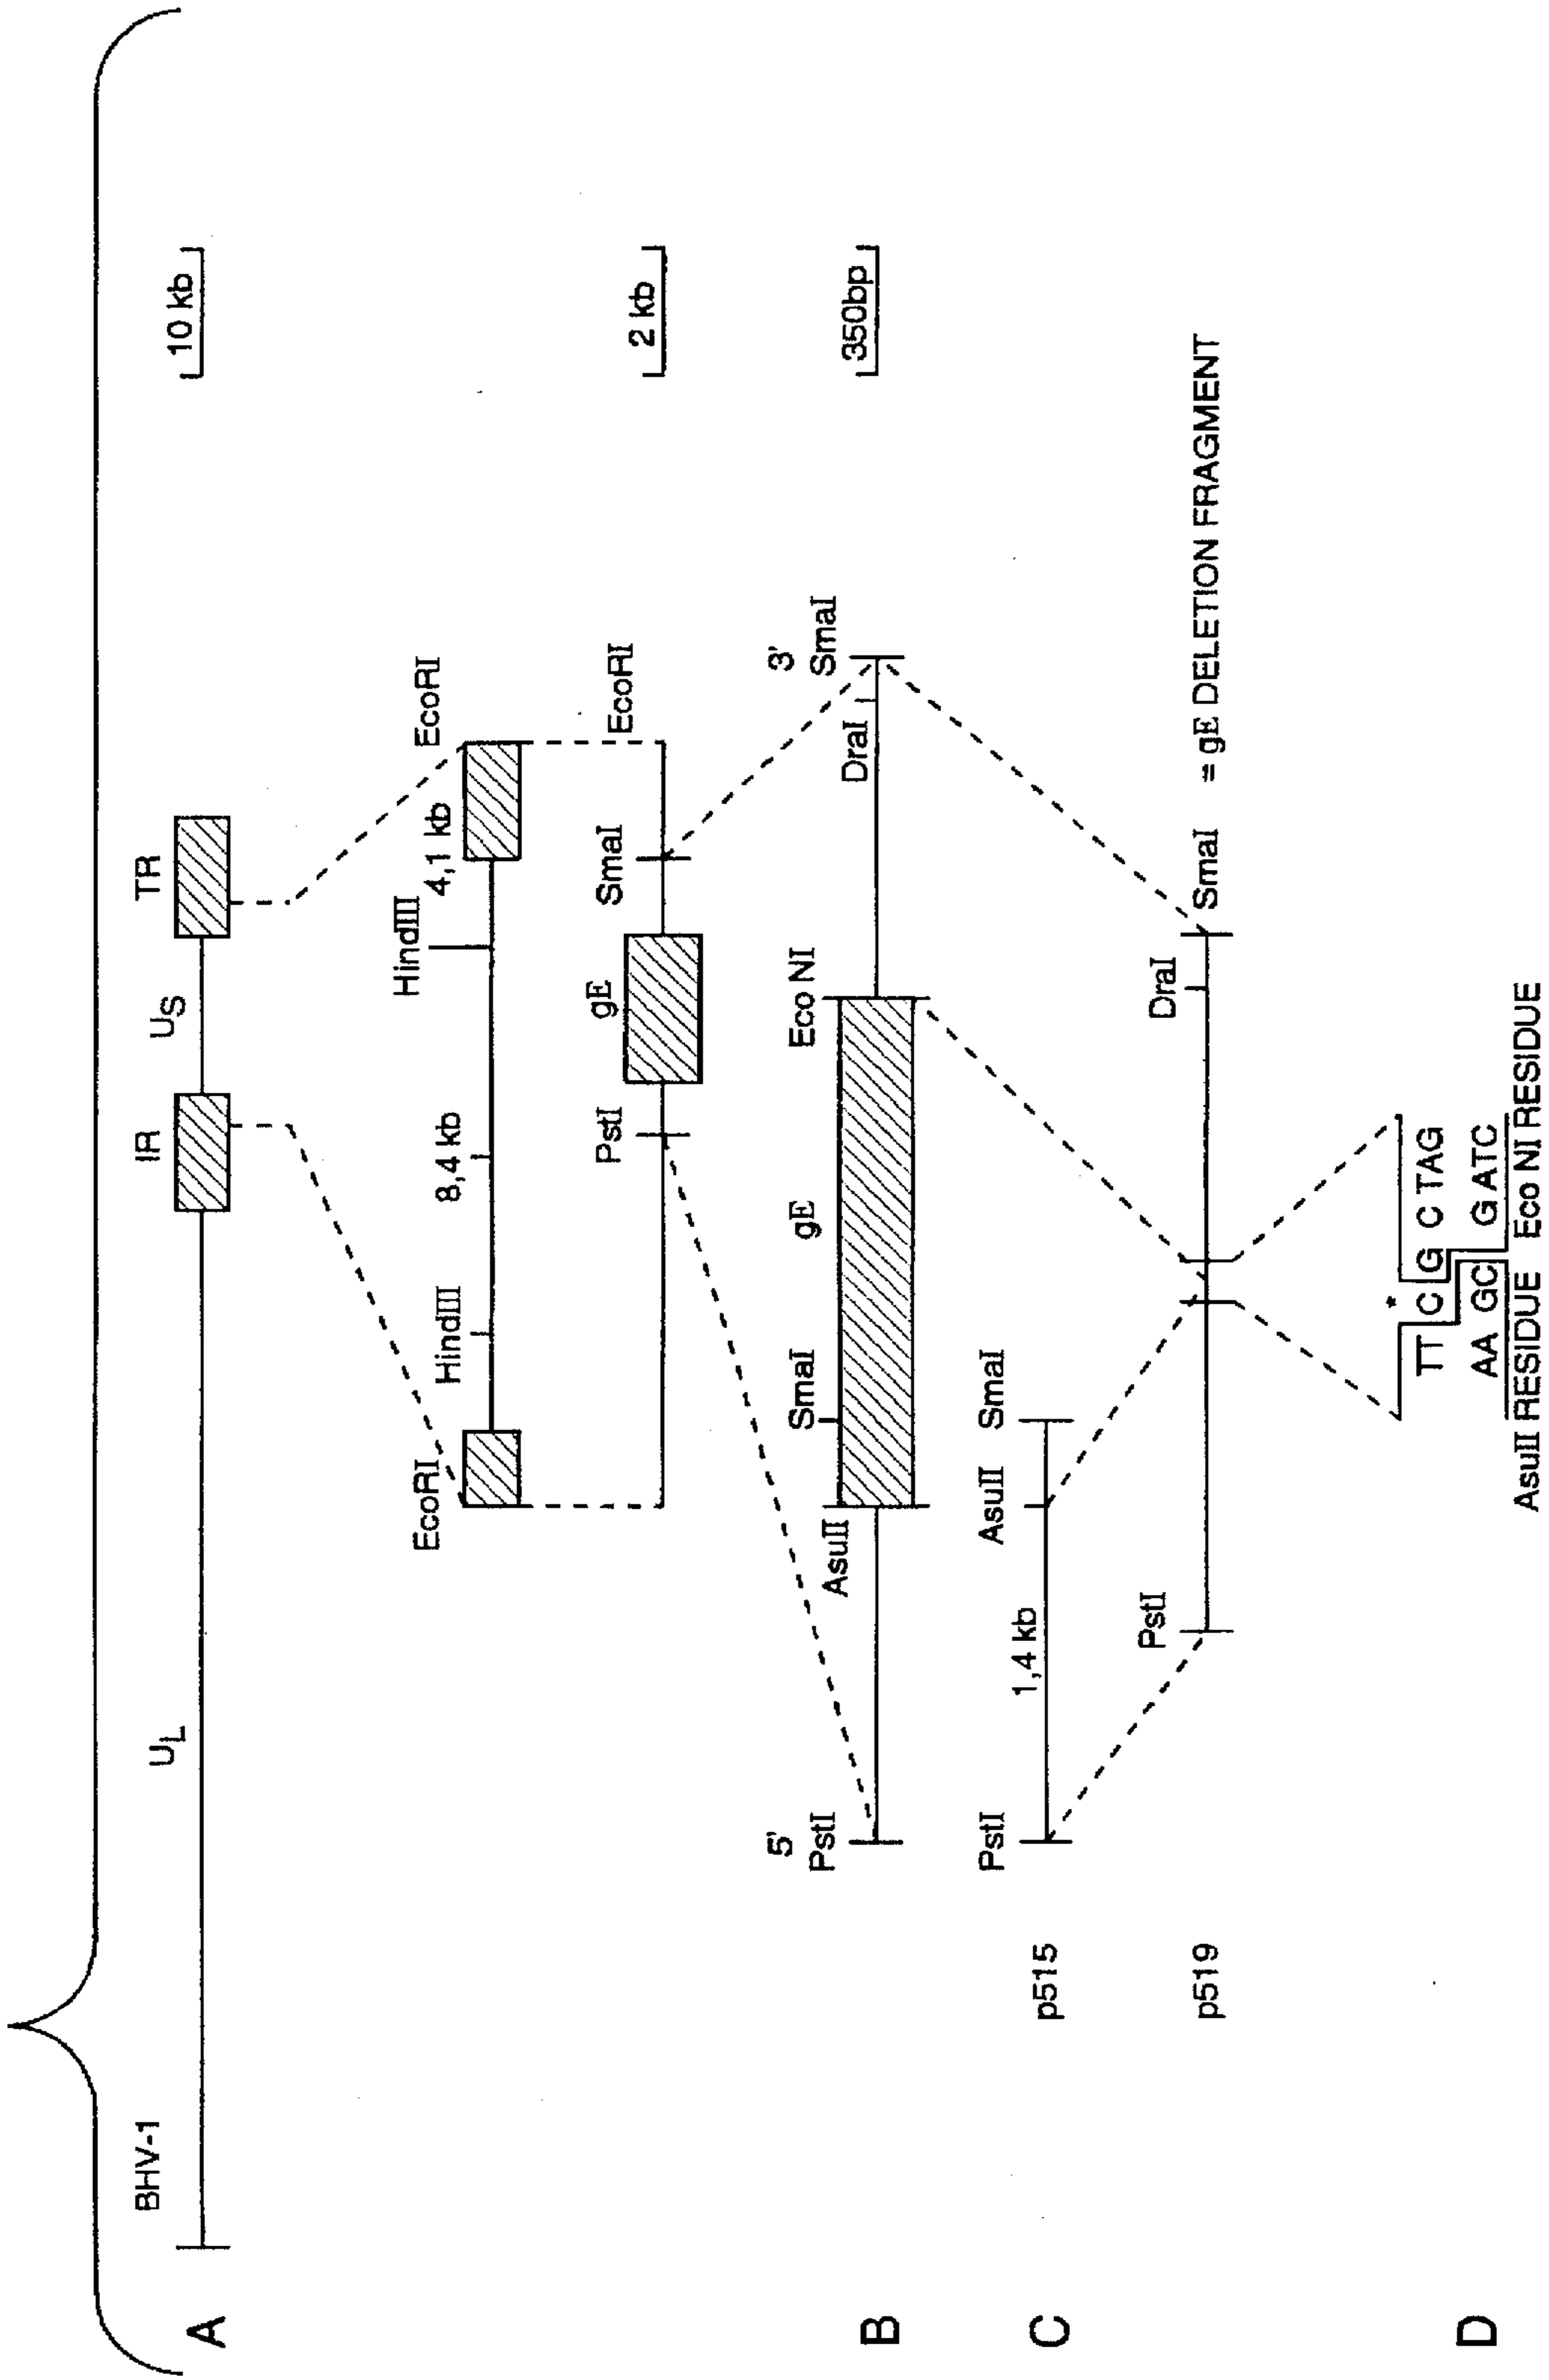 A
BHV-1
UL
IR
US
TR
10 kb
EcoRI
HindIII
8,4 kb
HindIII
4,1 kb
EcoRI
PstI
gE
SmaI
EcoRI
2 kb
B
5'
PstI
AsuII
SmaI
gE
Eco NI
DraI
3'
SmaI
350bp
C
p515
PstI
1,4 kb
AsuII
SmaI
p519
PstI
DraI
SmaI
= gE DELETION FRAGMENT
D
*
TT C G C TAG
AA GC G ATC
AsuII RESIDUE Eco NI RESIDUE